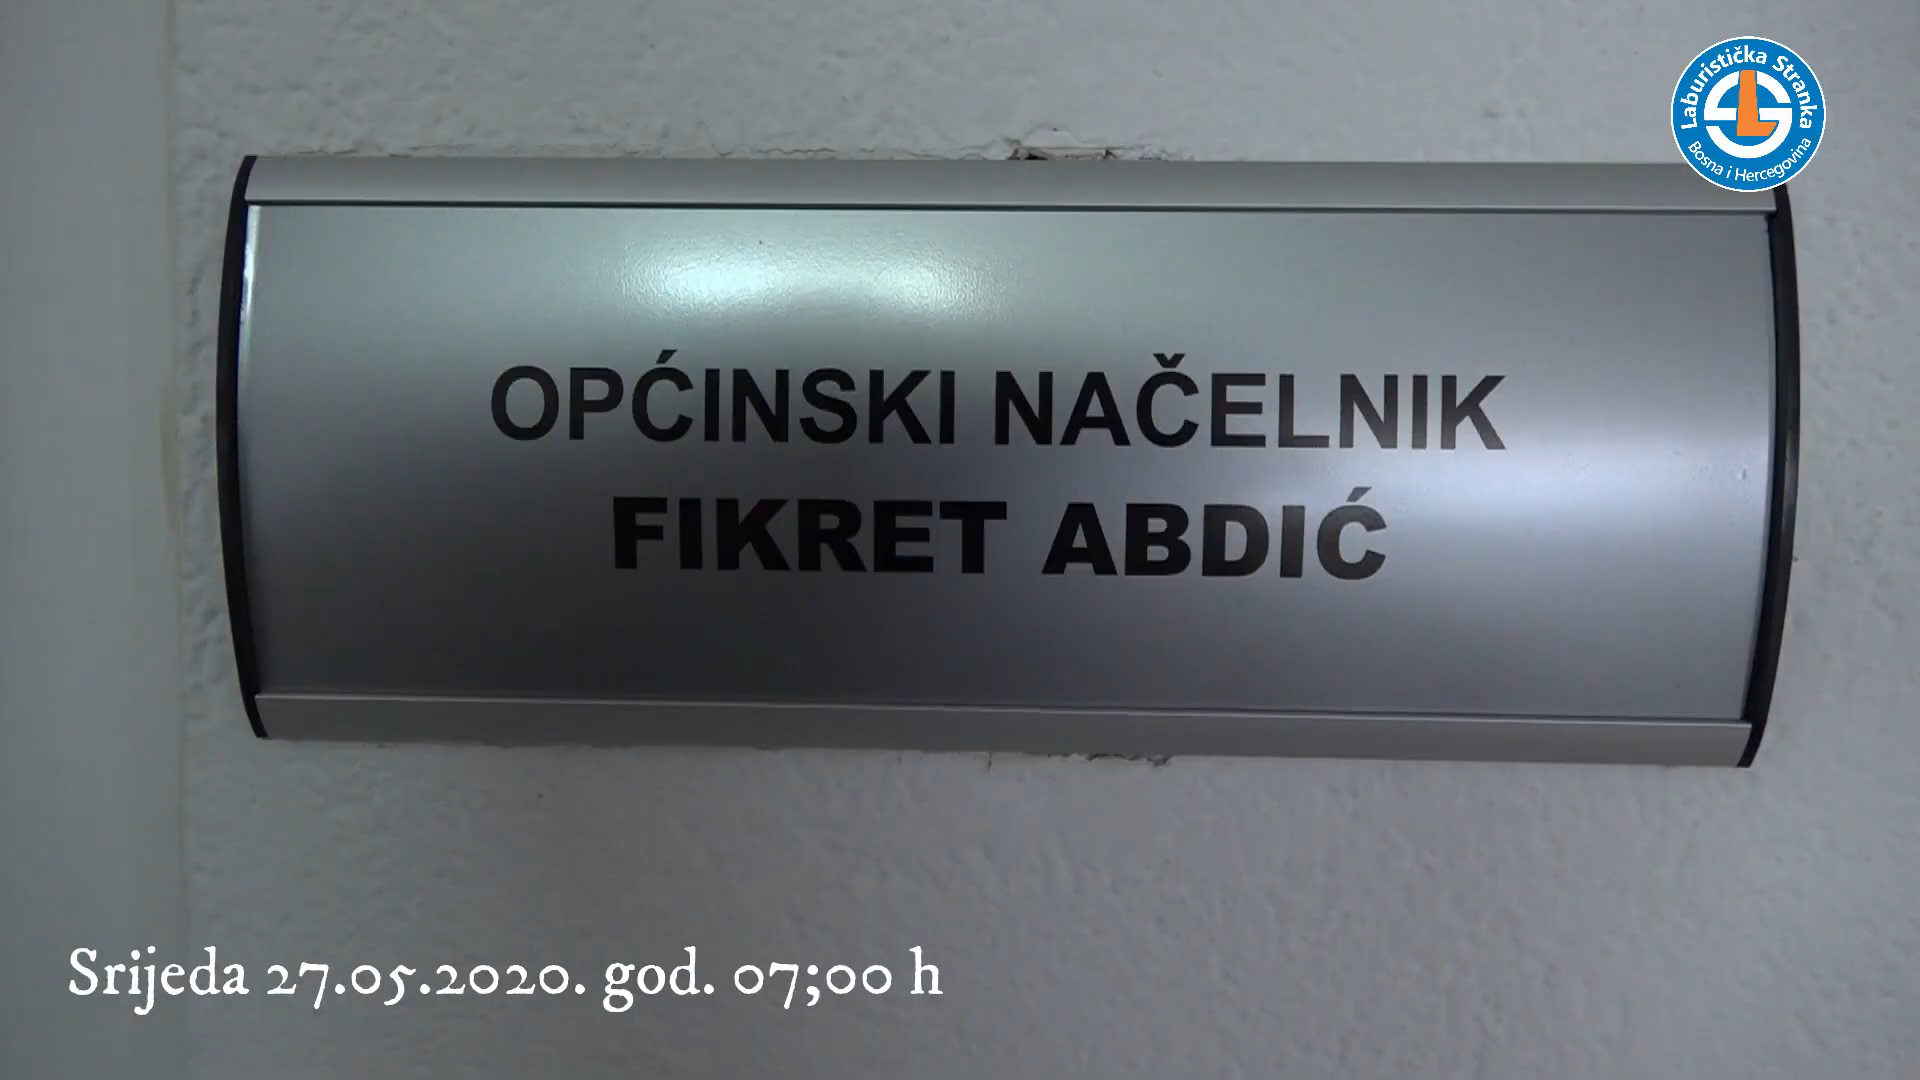 Laburistička Stranka
Bosna i Hercegovina
OPĆINSKI NAČELNIK
FIKRET ABDIĆ
Srijeda 27.05.2020. god. 07;00 h